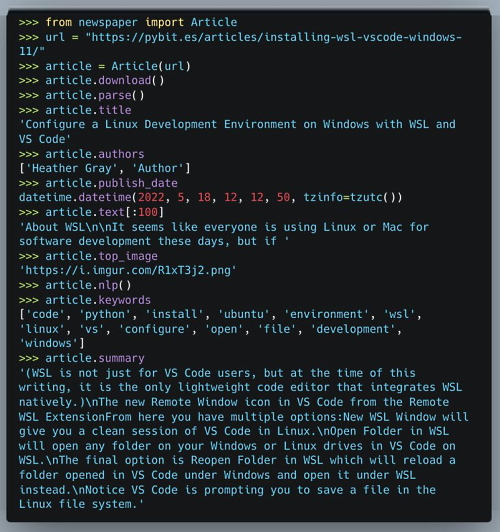 >>> from newspaper import Article
>>> url = "https://pybit.es/articles/installing-wsl-vscode-windows-
11/"
>>> article = Article(url)
>>> article.download()
>>> article.parse()
>>> article.title
'Configure a Linux Development Environment on Windows with WSL and
VS Code'
>>> article.authors
['Heather Gray', 'Author']
>>> article.publish_date
datetime.datetime(2022, 5, 18, 12, 12, 50, tzinfo=tzutc())
>>> article.text[:100]
'About WSL\n\nIt seems like everyone is using Linux or Mac for
software development these days, but if '
>>> article.top_image
'https://i.imgur.com/R1xT3j2.png'
>>> article.nlp()
>>> article.keywords
['code', 'python', 'install', 'ubuntu', 'environment', 'wsl',
'linux', 'vs', 'configure', 'open', 'file', 'development',
'windows']
>>> article.summary
'(WSL is not just for VS Code users, but at the time of this
writing, it is the only lightweight code editor that integrates WSL
natively.)\nThe new Remote Window icon in VS Code from the Remote
WSL ExtensionFrom here you have multiple options:New WSL Window will
give you a clean session of VS Code in Linux.\nOpen Folder in WSL
will open any folder on your Windows or Linux drives in VS Code on
WSL.\nThe final option is Reopen Folder in WSL which will reload a
folder opened in VS Code under Windows and open it under WSL
instead.\nNotice VS Code is prompting you to save a file in the
Linux file system.'